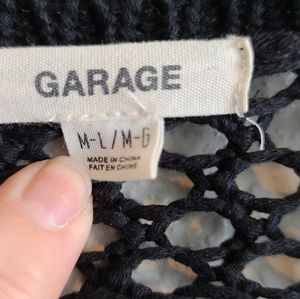 GARAGE
M-L/M-G
MADE IN CHINA
FAIT EN CHINE